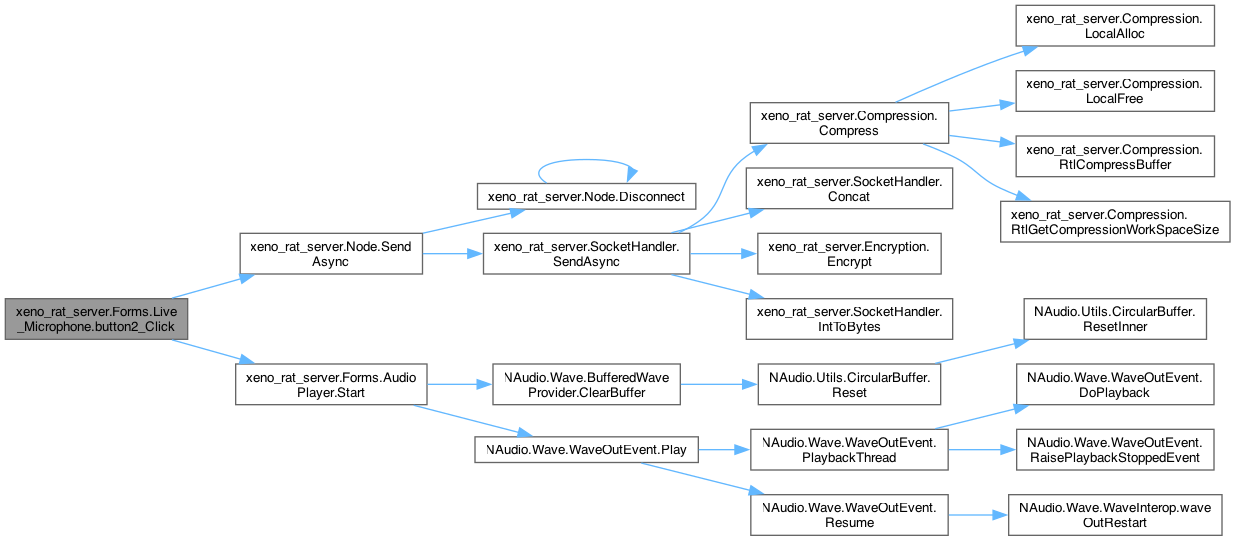 xeno_rat_server.Compression.
LocalAlloc
xeno_rat_server.Compression.
LocalFree
xeno_rat_server.Compression.
Compress
xeno_rat_server.Compression.
RtlCompressBuffer
xeno_rat_server.SocketHandler.
Concat
xeno_rat_server.Node.Disconnect
xeno_rat_server.Compression.
RtlGetCompressionWorkSpaceSize
xeno_rat_server.Node.Send
Async
xeno_rat_server.SocketHandler.
SendAsync
xeno_rat_server.Encryption.
Encrypt
xeno_rat_server.Forms.Live
_Microphone.button2_Click
xeno_rat_server.SocketHandler.
IntToBytes
NAudio.Utils.CircularBuffer.
ResetInner
xeno_rat_server.Forms.Audio
Player.Start
NAudio.Wave.BufferedWave
Provider.ClearBuffer
NAudio.Utils.CircularBuffer.
Reset
NAudio.Wave.WaveOutEvent.
DoPlayback
NAudio.Wave.WaveOutEvent.Play
NAudio.Wave.WaveOutEvent.
PlaybackThread
NAudio.Wave.WaveOutEvent.
RaisePlaybackStoppedEvent
NAudio.Wave.WaveOutEvent.
Resume
NAudio.Wave.WaveInterop.wave
OutRestart